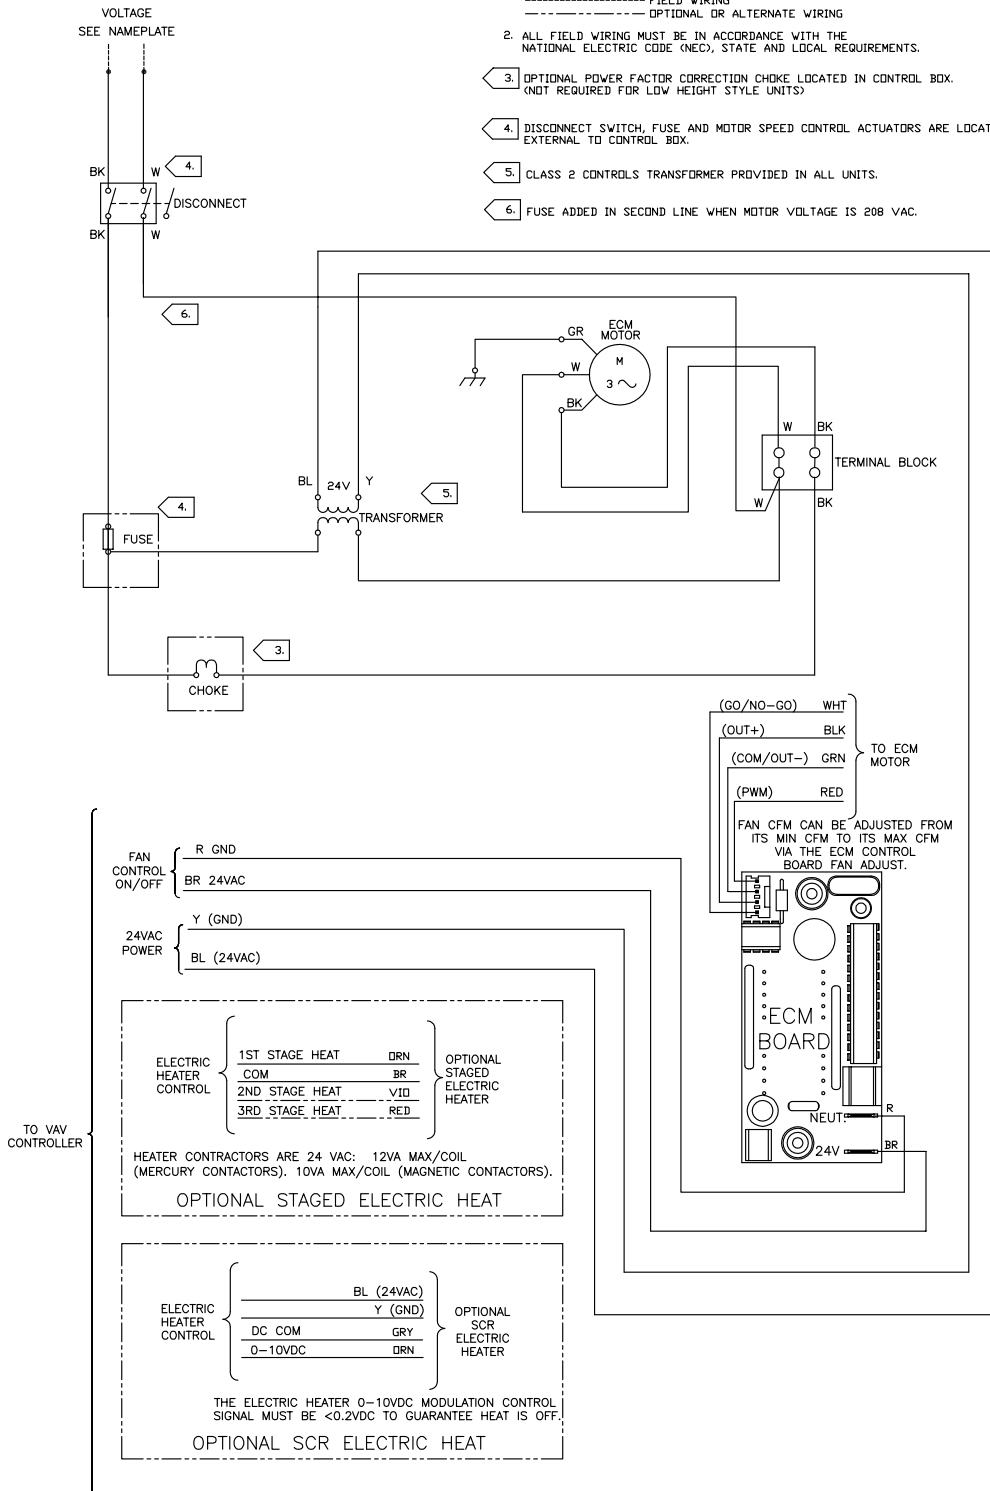 FIELD WIRING
OPTIONAL OR ALTERNATE WIRING
2. ALL FIELD WIRING MUST BE IN ACCORDANCE WITH THE
NATIONAL ELECTRIC CODE (NEC), STATE AND LOCAL REQUIREMENTS.
3. OPTIONAL POWER FACTOR CORRECTION CHOKE LOCATED IN CONTROL BOX.
(NOT REQUIRED FOR LOW HEIGHT STYLE UNITS)
4. DISCONNECT SWITCH, FUSE AND MOTOR SPEED CONTROL ACTUATORS ARE LOCAT
EXTERNAL TO CONTROL BOX.
5. CLASS 2 CONTROLS TRANSFORMER PROVIDED IN ALL UNITS.
6. FUSE ADDED IN SECOND LINE WHEN MOTOR VOLTAGE IS 208 VAC.
VOLTAGE
SEE NAMEPLATE
BK
W
4.
DISCONNECT
BK
W
6.
GR
ECM
MOTOR
W
M
3
BK
W
BK
TERMINAL BLOCK
W
BK
BL
24V
Y
5.
TRANSFORMER
4.
FUSE
3.
CHOKE
(GO/NO-GO) WHT
(OUT+) BLK
(COM/OUT-) GRN
(PWM) RED
TO ECM
MOTOR
FAN CFM CAN BE ADJUSTED FROM
ITS MIN CFM TO ITS MAX CFM
VIA THE ECM CONTROL
BOARD FAN ADJUST.
ECM
BOARD
NEUT.
R
24V
BR
FAN
CONTROL
ON/OFF
R GND
BR 24VAC
24VAC
POWER
Y (GND)
BL (24VAC)
TO VAV
CONTROLLER
ELECTRIC
HEATER
CONTROL
1ST STAGE HEAT ORN
COM BR
2ND STAGE HEAT VIO
3RD STAGE HEAT RED
OPTIONAL
STAGED
ELECTRIC
HEATER
HEATER CONTRACTORS ARE 24 VAC: 12VA MAX/COIL
(MERCURY CONTACTORS). 10VA MAX/COIL (MAGNETIC CONTACTORS).
OPTIONAL STAGED ELECTRIC HEAT
ELECTRIC
HEATER
CONTROL
BL (24VAC)
Y (GND)
DC COM GRY
0-10VDC ORN
OPTIONAL
SCR
ELECTRIC
HEATER
THE ELECTRIC HEATER 0-10VDC MODULATION CONTROL
SIGNAL MUST BE <0.2VDC TO GUARANTEE HEAT IS OFF.
OPTIONAL SCR ELECTRIC HEAT